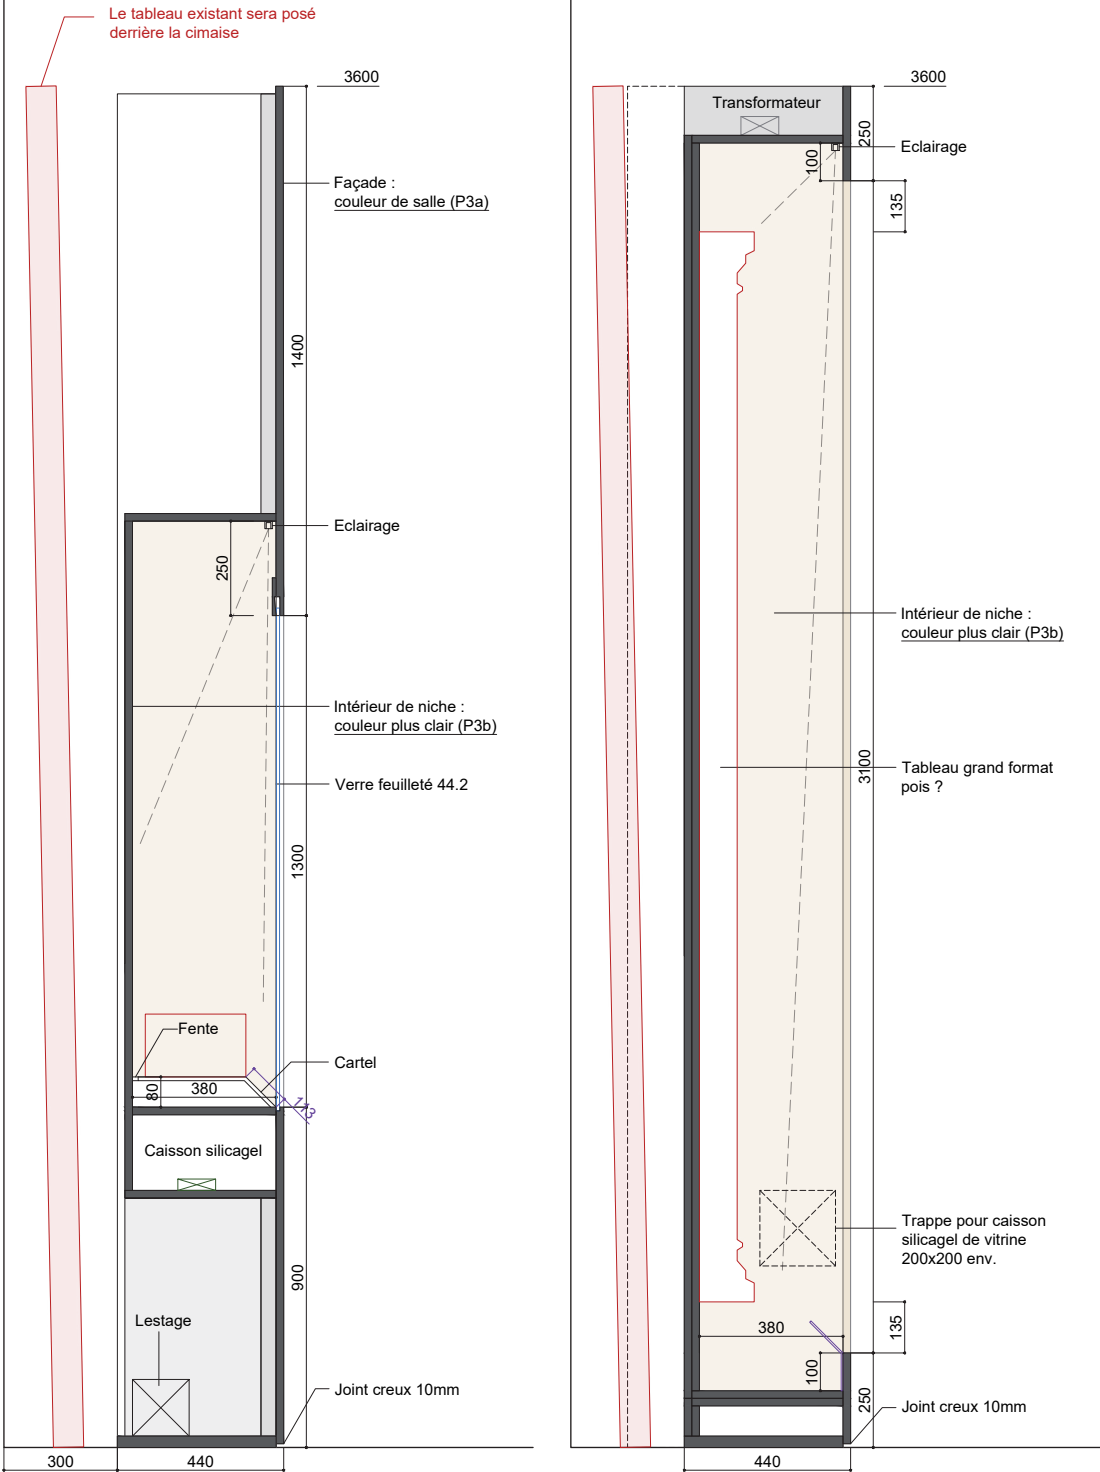 Le tableau existant sera posé
derrière la cimaise
3600
Façade :
couleur de salle (P3a)
1400
Eclairage
250
Intérieur de niche :
couleur plus clair (P3b)
Verre feuilleté 44.2
1300
Fente
Cartel
80
380
113
Caisson silicagel
900
Lestage
Joint creux 10mm
300
440
3600
Transformateur
250
Eclairage
100
135
Intérieur de niche :
couleur plus clair (P3b)
Tableau grand format
pois ?
3100
Trappe pour caisson
silicagel de vitrine
200x200 env.
380
135
100
250
Joint creux 10mm
440